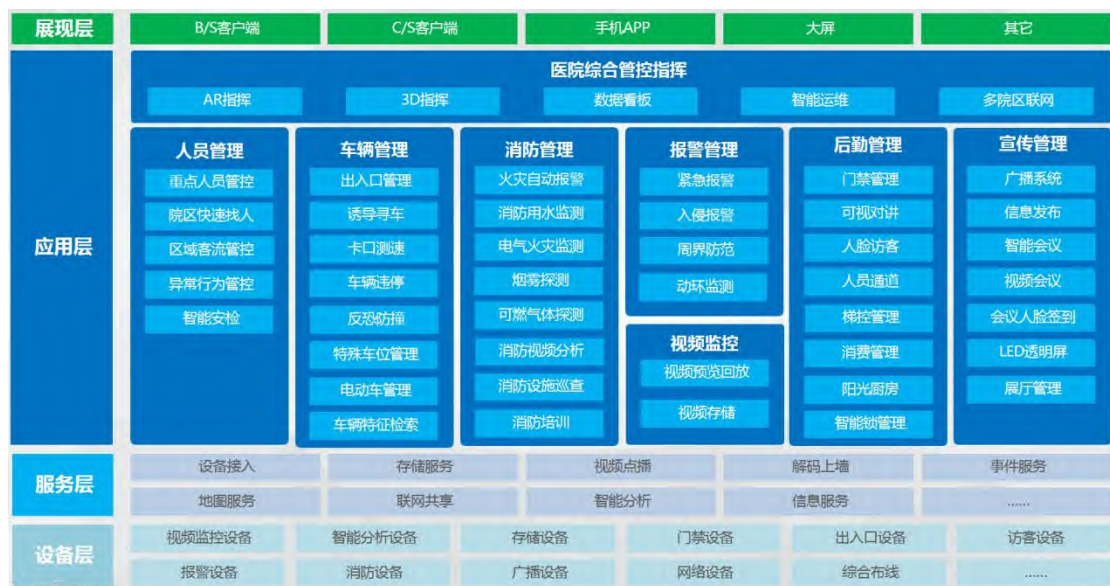 展现层
B/S客户端
C/S客户端
手机APP
大屏
其它
应用层
医院综合管控指挥
AR指挥
3D指挥
数据看板
智能运维
多院区联网
人员管理
重点人员管控
院区快速找人
区域客流管控
异常行为管控
智能安检
车辆管理
出入口管理
诱导寻车
卡口测速
车辆违停
反恐防撞
特殊车位管理
电动车管理
车辆特征检索
消防管理
火灾自动报警
消防用水监测
电气火灾监测
烟雾探测
可燃气体探测
消防视频分析
消防设施巡查
消防培训
报警管理
紧急报警
入侵报警
周界防范
动环监测
视频监控
视频预览回放
视频存储
后勤管理
门禁管理
可视对讲
人脸访客
人员通道
梯控管理
消费管理
阳光厨房
智能锁管理
宣传管理
广播系统
信息发布
智能会议
视频会议
会议人脸签到
LED透明屏
展厅管理
服务层
设备接入
存储服务
视频点播
解码上墙
事件服务
地图服务
联网共享
智能分析
信息服务
......
设备层
视频监控设备
智能分析设备
存储设备
门禁设备
出入口设备
访客设备
报警设备
消防设备
广播设备
网络设备
综合布线
......